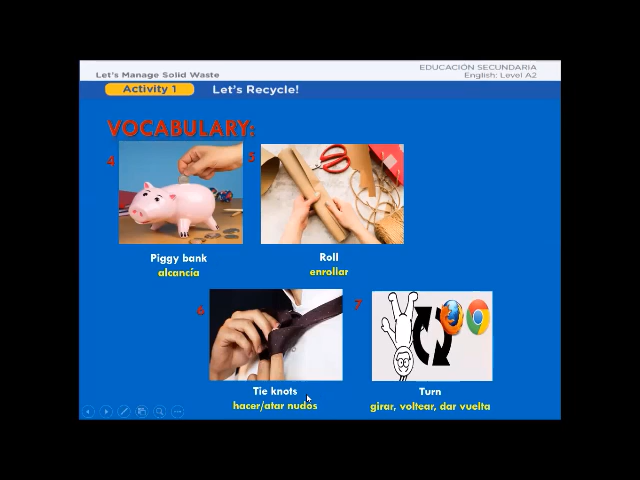 EDUCACIÓN SECUNDARIA
Let's Manage Solid Waste
English: Level A2
Activity 1
Let's Recycle!
VOCABULARY:
4
5
Piggy bank
alcancía
Roll
enrollar
6
7
Tie knots
hacer/atar nudos
Turn
girar, voltear, dar vuelta